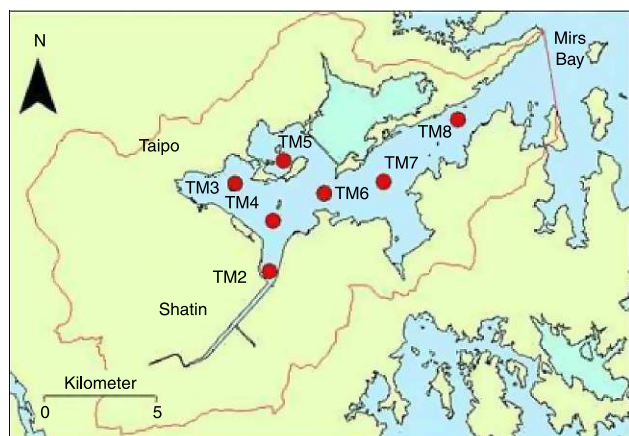 N
Mirs
Bay
Taipo
TM5
TM8
TM7
TM3
TM6
TM4
TM2
Shatin
Kilometer
0 5